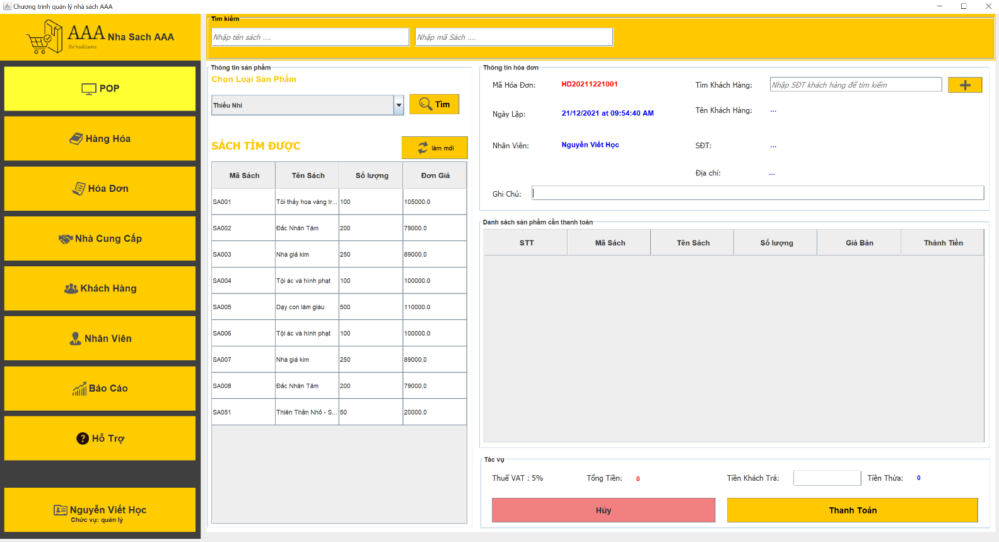 Chương trình quản lý nhà sách AAA
AAA
for booklovers
Nha Sach AAA
POP
Hàng Hóa
Hóa Đơn
Nhà Cung Cấp
Khách Hàng
Nhân Viên
Báo Cáo
Hỗ Trợ
Nguyễn Viết Học
Chức vụ: quản lý
Tìm kiếm
Nhập tên sách ....
Nhập mã Sách ....
Thông tin sản phẩm
Chọn Loại Sản Phẩm
Thiếu Nhi
Tìm
SÁCH TÌM ĐƯỢC
làm mới
Mã Sách Tên Sách Số lượng Đơn Giá
SA001 Tôi thấy hoa vàng tr... 100 105000.0
SA002 Đắc Nhân Tâm 200 79000.0
SA003 Nhà giả kim 250 89000.0
SA004 Tội ác và hình phạt 100 100000.0
SA005 Dạy con làm giàu 500 110000.0
SA006 Tội ác và hình phạt 100 100000.0
SA007 Nhà giả kim 250 89000.0
SA008 Đắc Nhân Tâm 200 79000.0
SA051 Thiên Thần Nhỏ - S... 50 20000.0
Thông tin hóa đơn
Mã Hóa Đơn: HD20211221001
Tìm Khách Hàng: Nhập SĐT khách hàng để tìm kiếm
Ngày Lập: 21/12/2021 at 09:54:40 AM
Tên Khách Hàng: ...
Nhân Viên: Nguyễn Viết Học
SĐT: ...
Địa chỉ: ...
Ghi Chú:
Danh sách sản phẩm cần thanh toán
STT Mã Sách Tên Sách Số lượng Giá Bán Thành Tiền
Tác vụ
Thuế VAT : 5% Tổng Tiền: 0 Tiền Khách Trả: Tiền Thừa: 0
Hủy
Thanh Toán